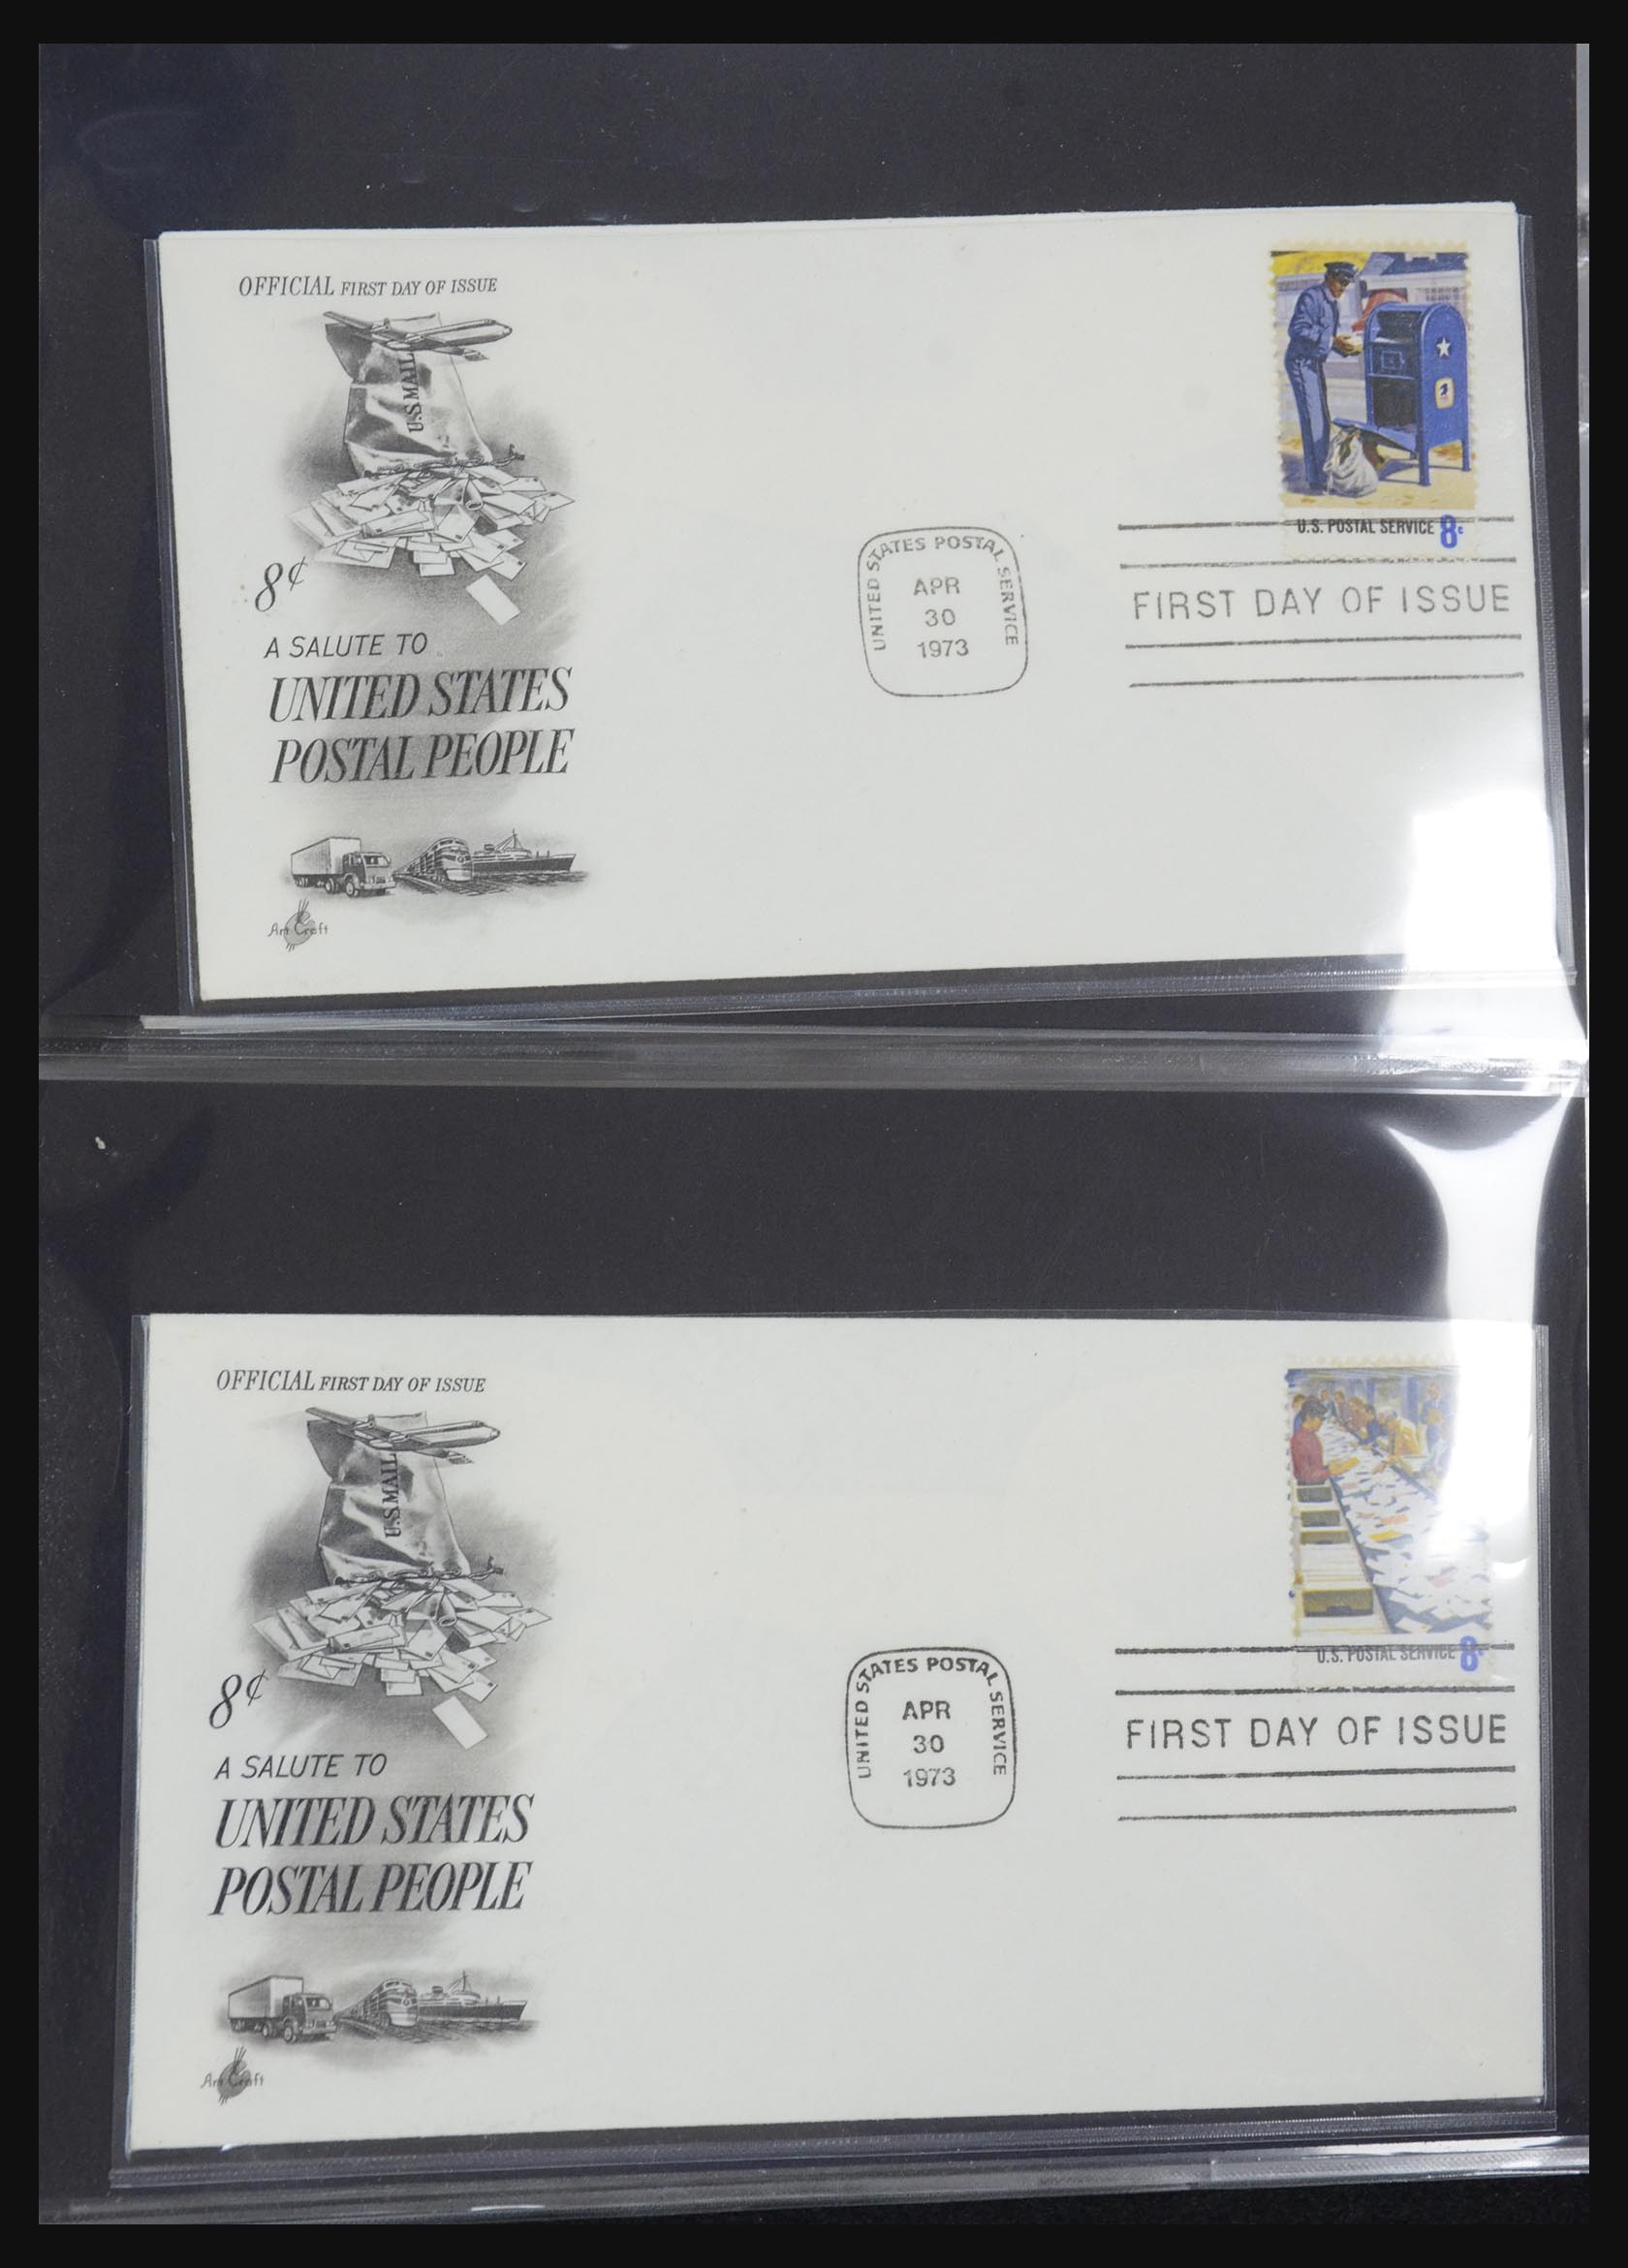 OFFICIAL FIRST DAY OF ISSUE
U.S MAIL
8¢
A SALUTE TO
UNITED STATES
POSTAL PEOPLE
Art Craft
UNITED STATES POSTAL SERVICE
APR
30
1973
U.S. POSTAL SERVICE 8c
FIRST DAY OF ISSUE
OFFICIAL FIRST DAY OF ISSUE
U.S MAIL
8¢
A SALUTE TO
UNITED STATES
POSTAL PEOPLE
Art Craft
UNITED STATES POSTAL SERVICE
APR
30
1973
U.S. POSTAL SERVICE 8c
FIRST DAY OF ISSUE